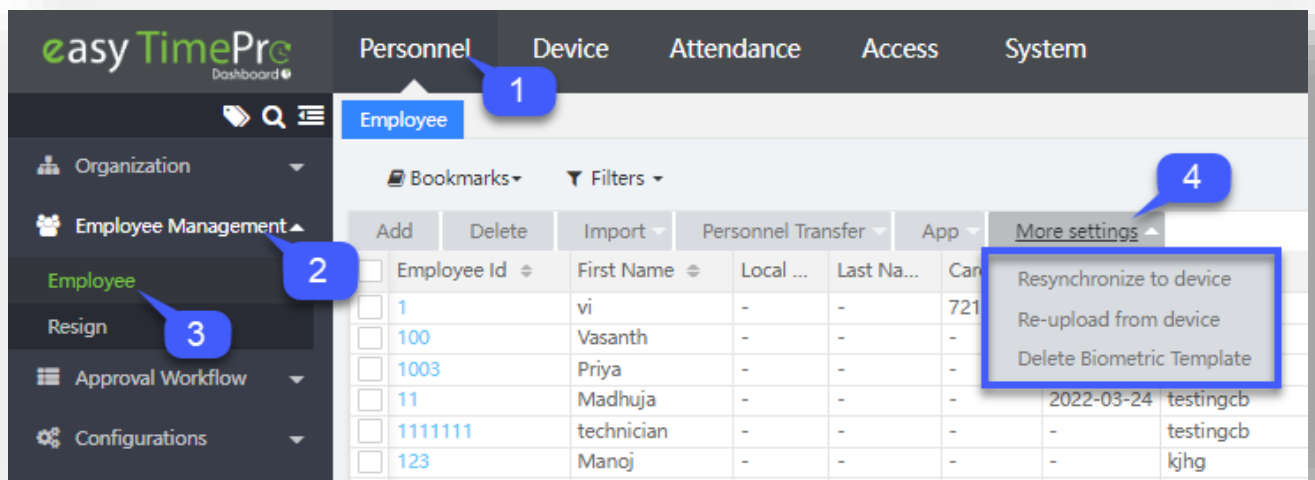 easy TimePro
Dashboard
Personnel Device Attendance Access System
1
Employee
Organization
Bookmarks Filters
4
Employee Management
2
Add Delete Import Personnel Transfer App More settings
Employee Id First Name Local ... Last Na...
Resynchronize to device
Re-upload from device
Delete Biometric Template
Employee
3
Resign
Approval Workflow
Configurations
1 vi - - 721
100 Vasanth - - -
1003 Priya - - -
11 Madhuja - - - 2022-03-24 testingcb
1111111 technician - - - - testingcb
123 Manoj - - - - kjhg